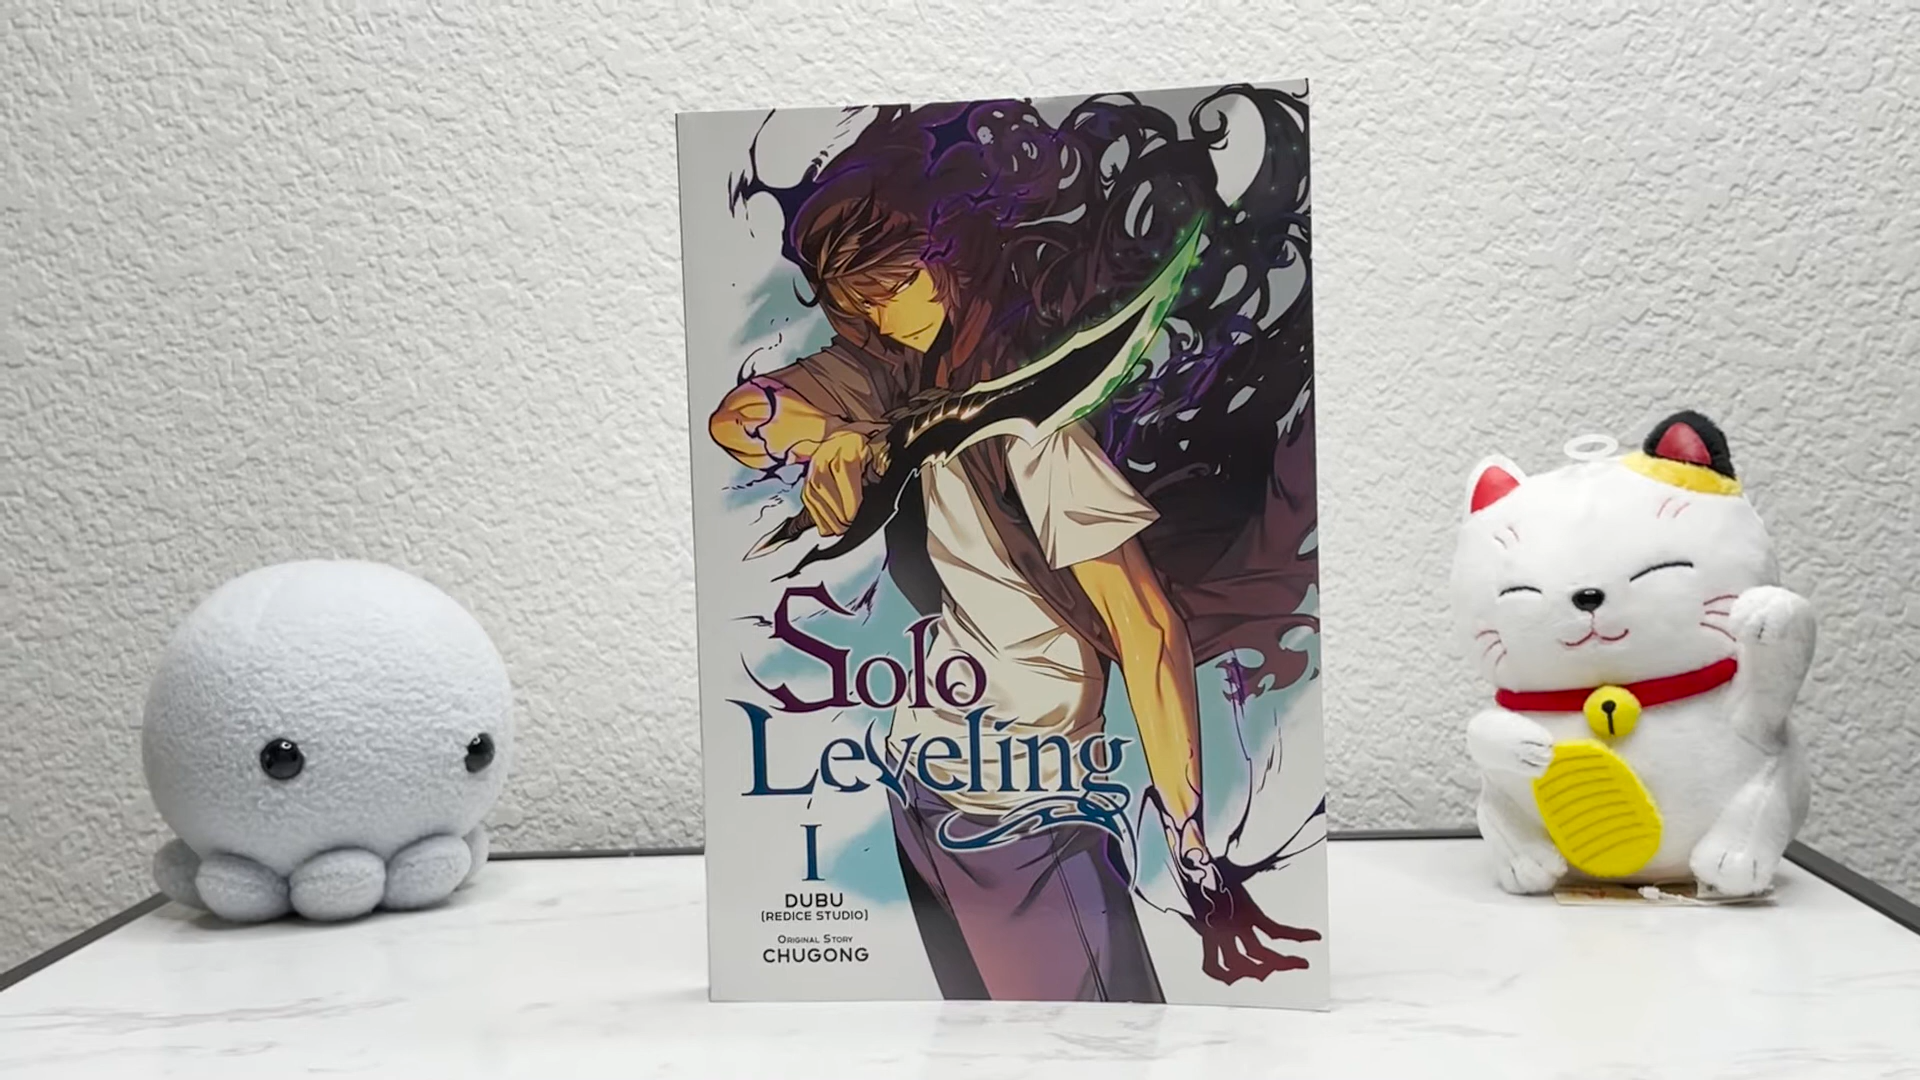 Solo
Leveling
I
DUBU
(REDICE STUDIO)
ORIGINAL STORY
CHUGONG